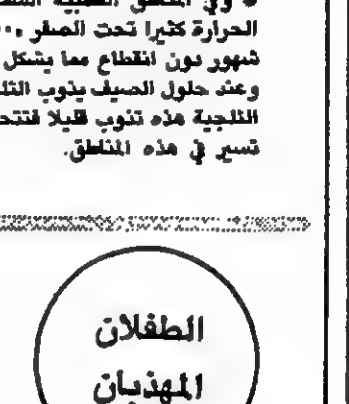 * وفي المناطق القطبية
الحرارة كثيرا تحت الصفر ...
شهور دون انقطاع مما يشكل
وعند حلول الصيف يذوب
الثلجية هذه تذوب قليلا
تسير في هذه المناطق.
الطفلان
المهذبان